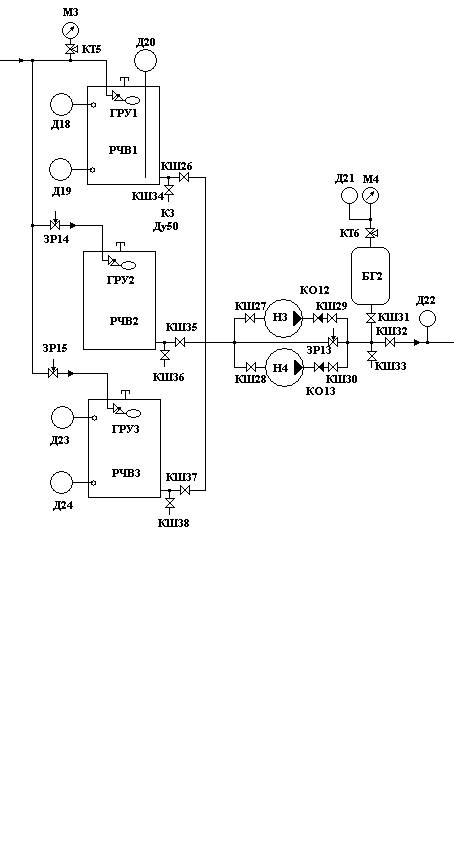 М3
КТ5
Д20
Д18
ГРУ1
РЧВ1
Д19
КШ26
КШ34
К3
Ду50
Д21
М4
ЗР14
КТ6
ГРУ2
БГ2
РЧВ2
КО12
КШ27
КШ29
Н3
КШ31
Д22
КШ35
КШ32
ЗР13
КШ36
КШ33
ЗР15
Н4
КШ28
КШ30
КО13
ГРУ3
Д23
РЧВ3
КШ37
Д24
КШ38